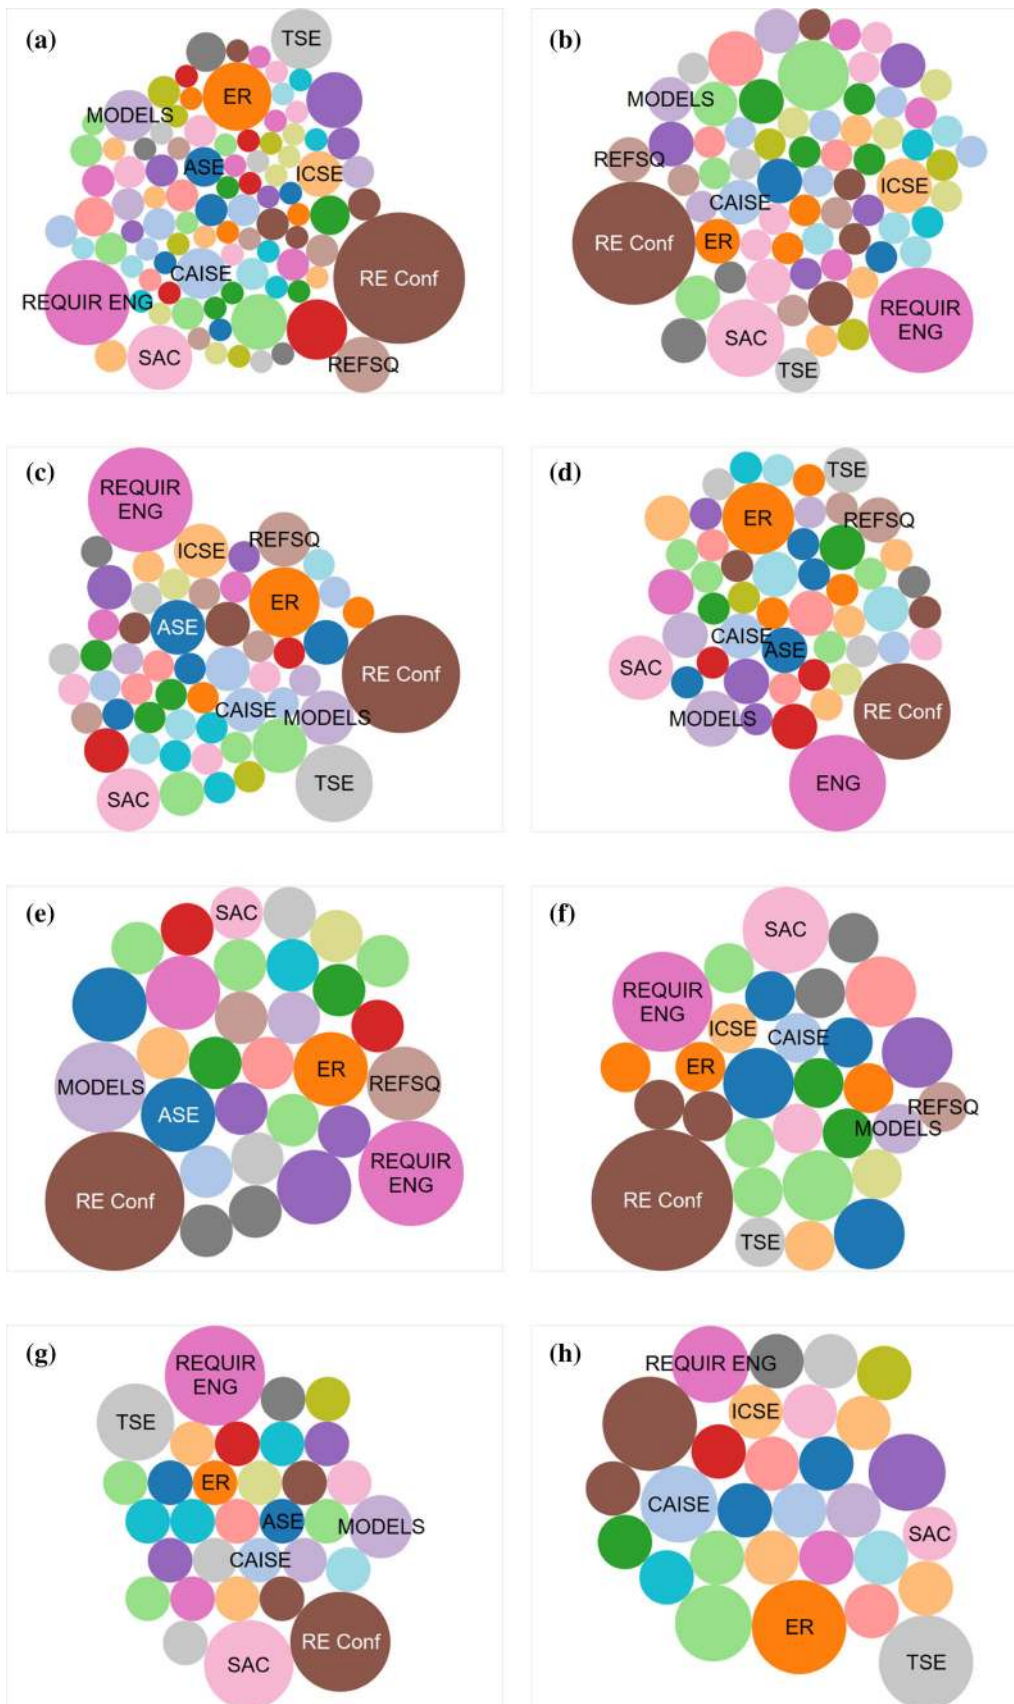 (a)
TSE
ER
MODELS
ASE
ICSE
CAISE
RE Conf
REQUIR ENG
SAC
REFSQ
(b)
MODELS
REFSQ
ICSE
CAISE
RE Conf
ER
REQUIR
ENG
SAC
TSE
(c)
REQUIR
ENG
ICSE
REFSQ
ER
ASE
RE Conf
CAISE
MODELS
TSE
SAC
(d)
TSE
ER
REFSQ
CAISE
ASE
SAC
MODELS
RE Conf
ENG
(e)
SAC
ER
REFSQ
MODELS
ASE
REQUIR
ENG
RE Conf
(f)
SAC
REQUIR
ENG
ICSE
CAISE
ER
REFSQ
MODELS
RE Conf
TSE
(g)
REQUIR
ENG
TSE
ER
ASE
MODELS
CAISE
RE Conf
SAC
(h)
REQUIR ENG
ICSE
CAISE
SAC
ER
TSE